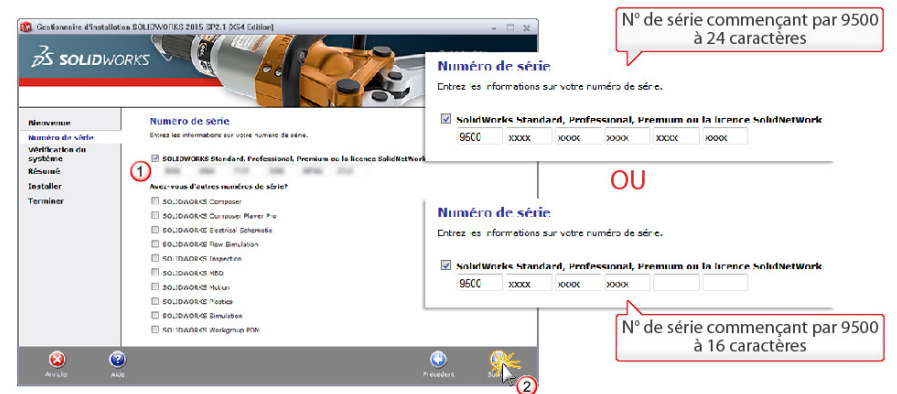 Gestionnaire d'installation SOLIDWORKS 2015 SP2.1 [X64 Edition]
SOLIDWORKS
Bienvenue
Numéro de série
Vérification du
système
Résumé
Installer
Terminer
Numéro de série
Entrez les informations sur votre numéro de série.
SOLIDWORKS Standard, Professional, Premium ou la licence SolidNetWork
1
Avez-vous d'autres numéros de série?
SOLIDWORKS Composer
SOLIDWORKS Composer Player Pro
SOLIDWORKS Electrical Schematic
SOLIDWORKS Flow Simulation
SOLIDWORKS Inspection
SOLIDWORKS MBD
SOLIDWORKS Motion
SOLIDWORKS Plastics
SOLIDWORKS Simulation
SOLIDWORKS Workgroup PDM
Annuler
Aide
Précédent
2
N° de série commençant par 9500
à 24 caractères
Numéro de série
Entrez les informations sur votre numéro de série.
SolidWorks Standard, Professional, Premium ou la licence SolidNetWork
9500 xxxx xxxx xxxx xxxx xxxx
OU
Numéro de série
Entrez les informations sur votre numéro de série.
SolidWorks Standard, Professional, Premium ou la licence SolidNetWork
9500 xxxx xxxx xxxx
N° de série commençant par 9500
à 16 caractères